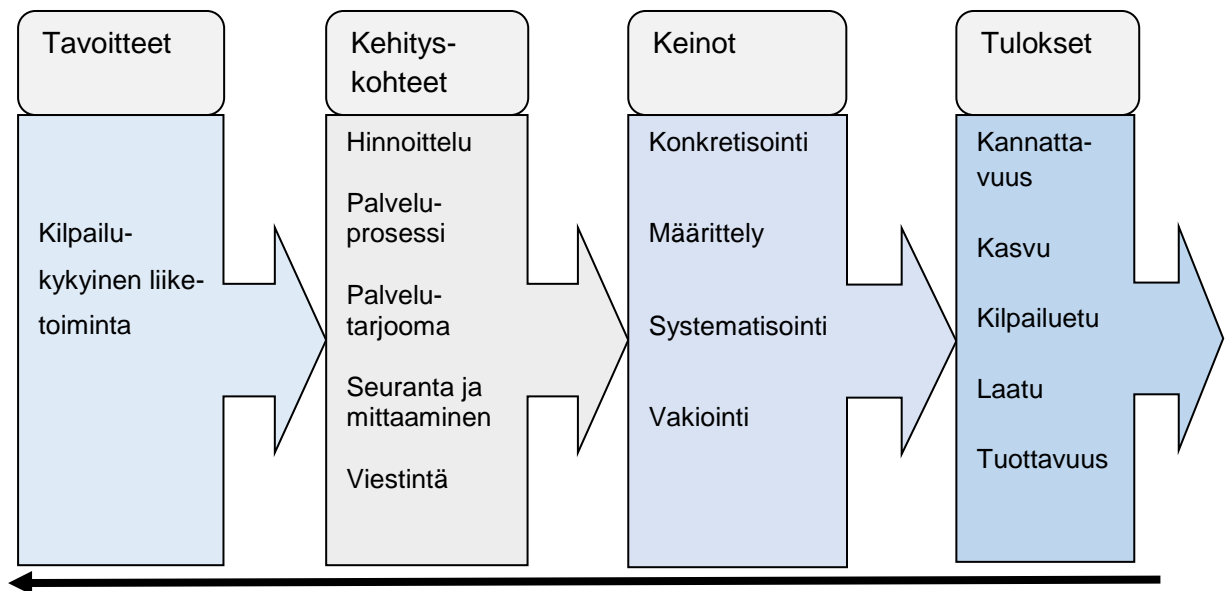 Tavoitteet
Kilpailu-
kykyinen liike-
toiminta
Kehitys-
kohteet
Hinnoittelu
Palvelu-
prosessi
Palvelu-
tarjooma
Seuranta ja
mittaaminen
Viestintä
Keinot
Konkretisointi
Määrittely
Systematisointi
Vakiointi
Tulokset
Kannatta-
vuus
Kasvu
Kilpailuetu
Laatu
Tuottavuus